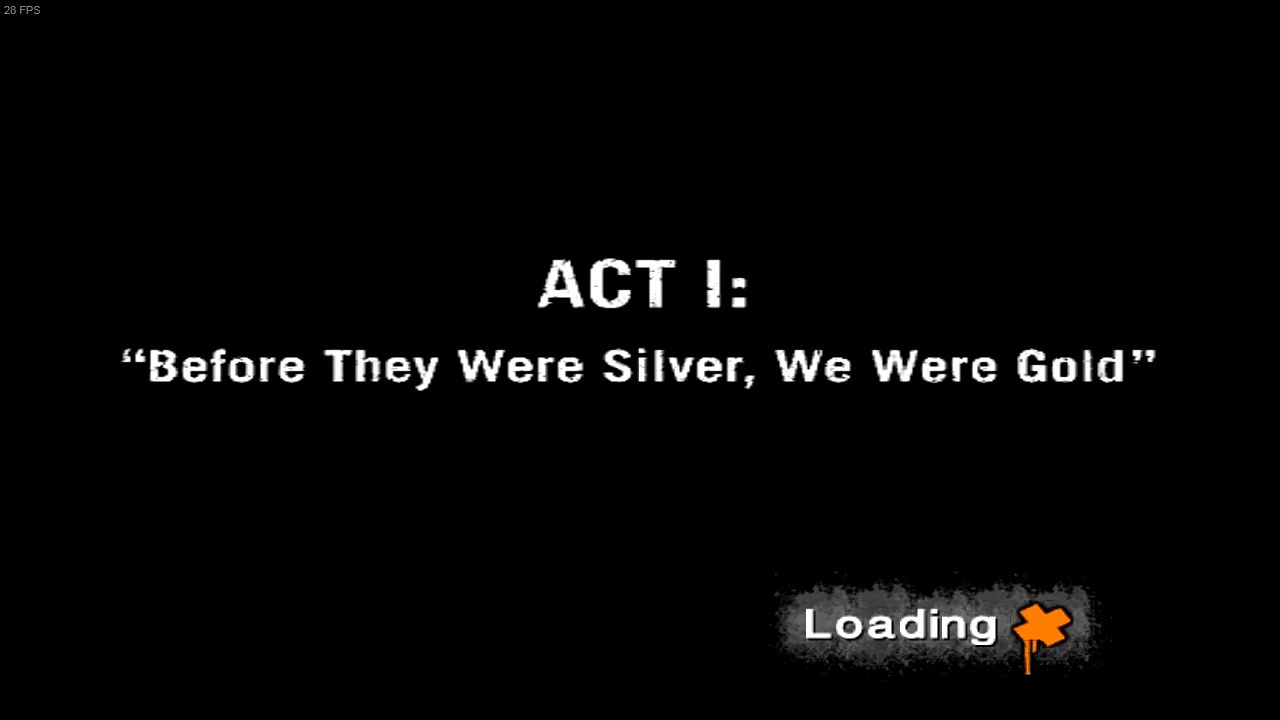 28 FPS
ACT I:
“Before They Were Silver, We Were Gold”
Loading